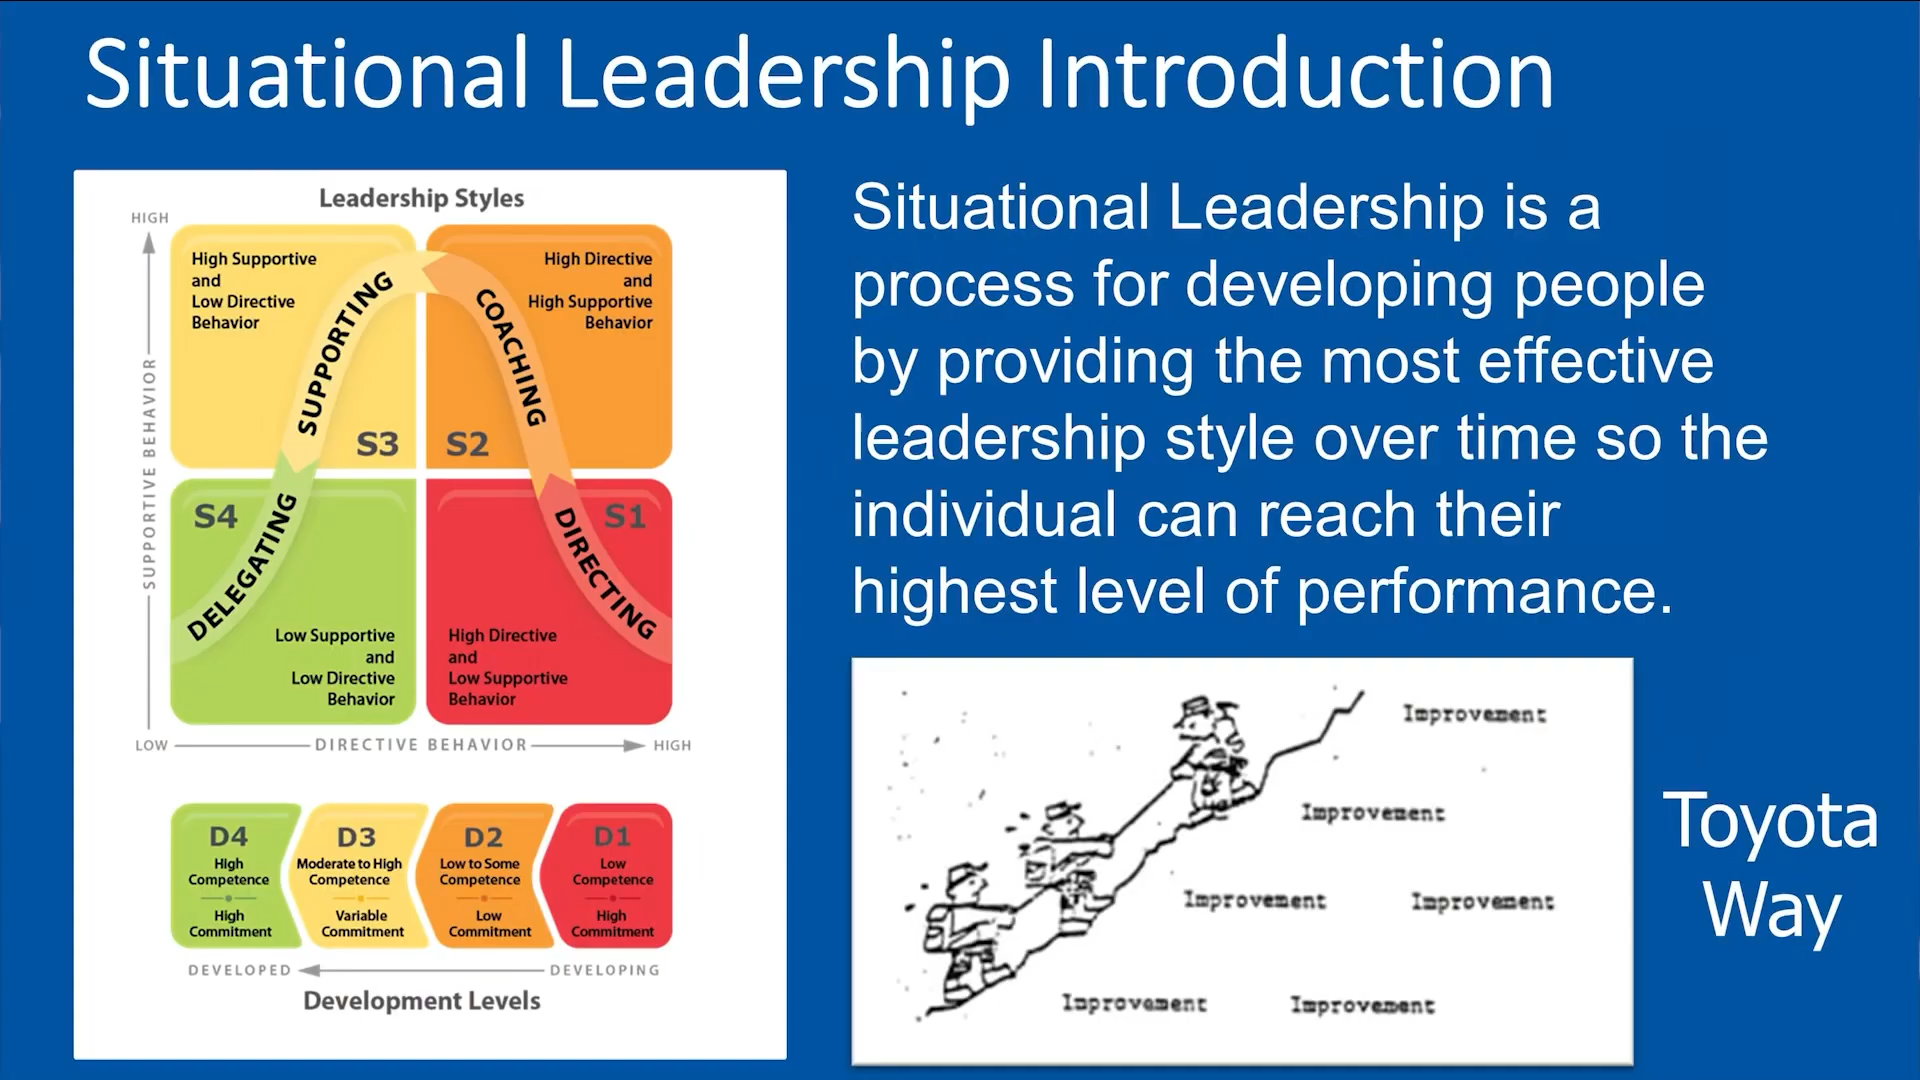 Situational Leadership Introduction
Leadership Styles
HIGH
SUPPORTIVE BEHAVIOR
High Supportive
and
Low Directive
Behavior
SUPPORTING
S3
High Directive
and
High Supportive
Behavior
COACHING
S2
S4
DELEGATING
Low Supportive
and
Low Directive
Behavior
S1
DIRECTING
High Directive
and
Low Supportive
Behavior
LOW
DIRECTIVE BEHAVIOR
HIGH
D4
High
Competence
High
Commitment
D3
Moderate to High
Competence
Variable
Commitment
D2
Low to Some
Competence
Low
Commitment
D1
Low
Competence
High
Commitment
DEVELOPED
DEVELOPING
Development Levels
Situational Leadership is a
process for developing people
by providing the most effective
leadership style over time so the
individual can reach their
highest level of performance.
Improvement
Improvement
Improvement
Improvement
Improvement
Improvement
Toyota
Way